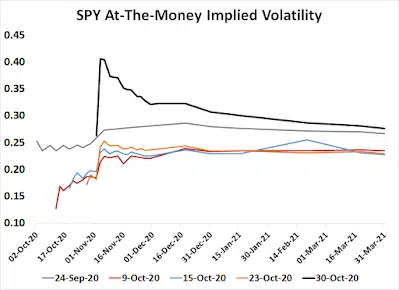 SPY At-The-Money Implied Volatility
0.45
0.40
0.35
0.30
0.25
0.20
0.15
0.10
02-Oct-20
17-Oct-20
01-Nov-20
16-Nov-20
01-Dec-20
16-Dec-20
31-Dec-20
15-Jan-21
30-Jan-21
14-Feb-21
01-Mar-21
16-Mar-21
31-Mar-21
24-Sep-20 9-Oct-20 15-Oct-20 23-Oct-20 30-Oct-20